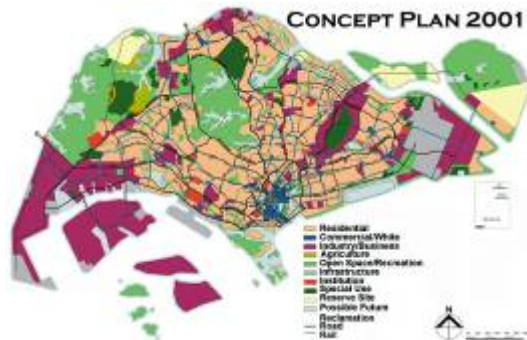 CONCEPT PLAN 2001
Residential
Commercial/White
Industry/Business
Agriculture
Open Space/Recreation
Infrastructure
Institution
Special Use
Reserve Site
Possible Future
Reclamation
Road
Rail
N